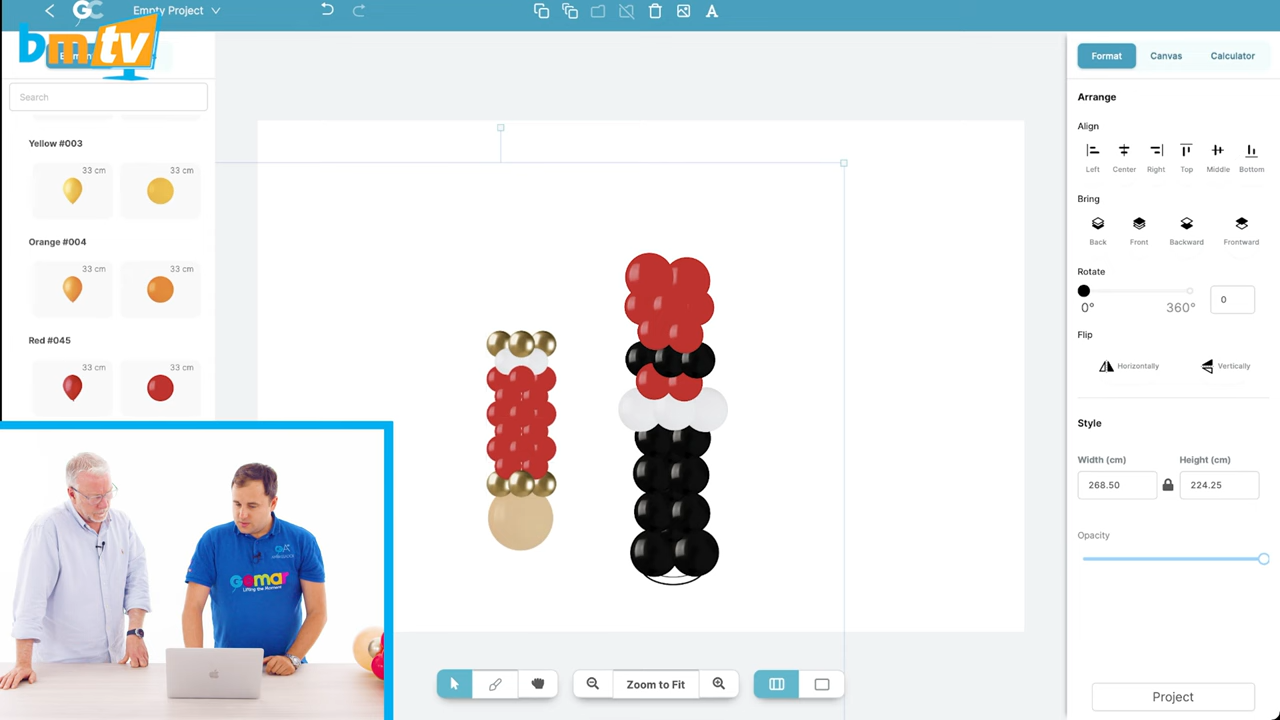 GC
Empty Project
A
bmtv
Search
Format
Canvas
Calculator
Arrange
Align
Left
Center
Right
Top
Middle
Bottom
Bring
Back
Front
Backward
Frontward
Rotate
0°
360°
0
Flip
Horizontally
Vertically
Style
Width (cm)
Height (cm)
268.50
224.25
Opacity
Project
Yellow #003
33 cm
33 cm
Orange #004
33 cm
33 cm
Red #045
33 cm
33 cm
Gemar
Lifting the Moment
Zoom to Fit